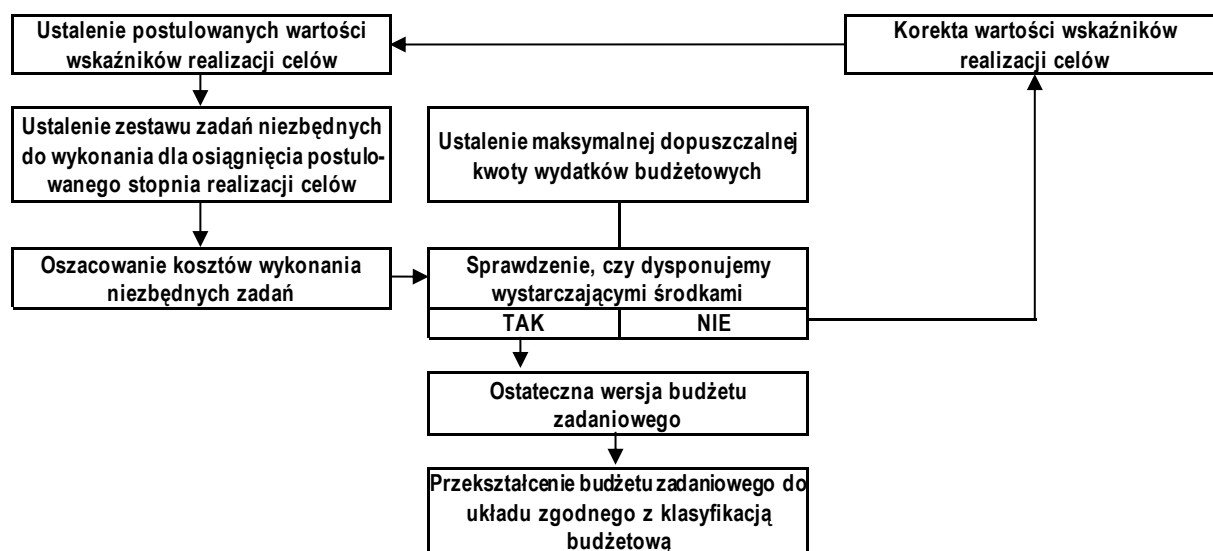 Ustalenie postulowanych wartości
wskaźników realizacji celów
Korekta wartości wskaźników
realizacji celów
Ustalenie zestawu zadań niezbędnych
do wykonania dla osiągnięcia postulo-
wanego stopnia realizacji celów
Ustalenie maksymalnej dopuszczalnej
kwoty wydatków budżetowych
Oszacowanie kosztów wykonania
niezbędnych zadań
Sprawdzenie, czy dysponujemy
wystarczającymi środkami
TAK
NIE
Ostateczna wersja budżetu
zadaniowego
Przekształcenie budżetu zadaniowego do
układu zgodnego z klasyfikacją
budżetową